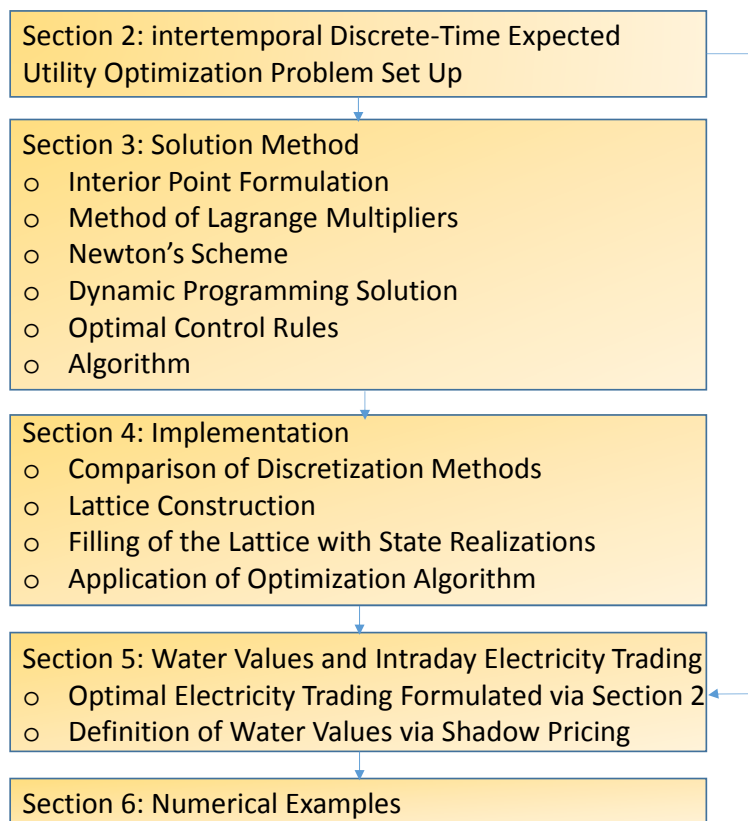 Section 2: intertemporal Discrete-Time Expected
Utility Optimization Problem Set Up
Section 3: Solution Method
o Interior Point Formulation
o Method of Lagrange Multipliers
o Newton’s Scheme
o Dynamic Programming Solution
o Optimal Control Rules
o Algorithm
Section 4: Implementation
o Comparison of Discretization Methods
o Lattice Construction
o Filling of the Lattice with State Realizations
o Application of Optimization Algorithm
Section 5: Water Values and Intraday Electricity Trading
o Optimal Electricity Trading Formulated via Section 2
o Definition of Water Values via Shadow Pricing
Section 6: Numerical Examples